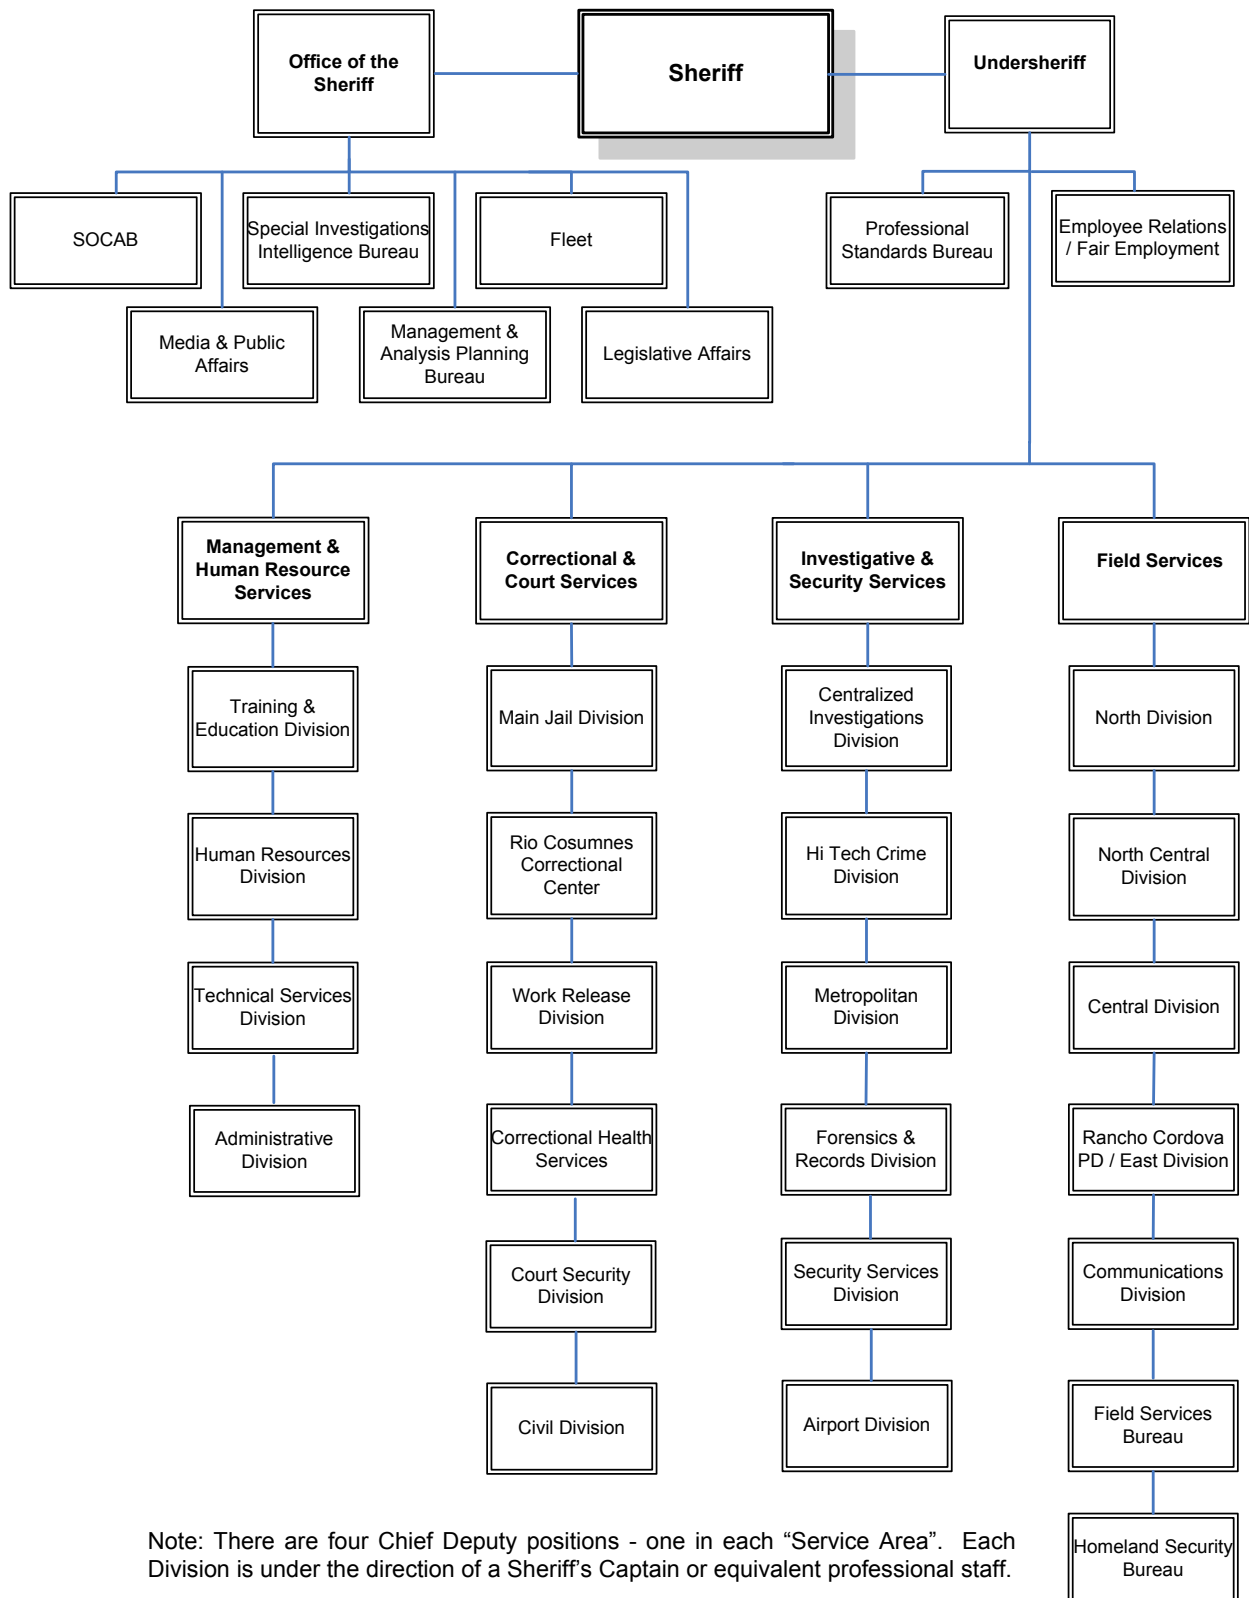 Office of the
Sheriff
Sheriff
Undersheriff
SOCAB
Special Investigations
Intelligence Bureau
Fleet
Professional
Standards Bureau
Employee Relations
/ Fair Employment
Media & Public
Affairs
Management &
Analysis Planning
Bureau
Legislative Affairs
Management &
Human Resource
Services
Correctional &
Court Services
Investigative &
Security Services
Field Services
Training &
Education Division
Main Jail Division
Centralized
Investigations
Division
North Division
Human Resources
Division
Rio Cosumnes
Correctional
Center
Hi Tech Crime
Division
North Central
Division
Technical Services
Division
Work Release
Division
Metropolitan
Division
Central Division
Administrative
Division
Correctional Health
Services
Forensics &
Records Division
Rancho Cordova
PD / East Division
Court Security
Division
Security Services
Division
Communications
Division
Civil Division
Airport Division
Field Services
Bureau
Homeland Security
Bureau
Note: There are four Chief Deputy positions - one in each “Service Area”. Each
Division is under the direction of a Sheriff’s Captain or equivalent professional staff.